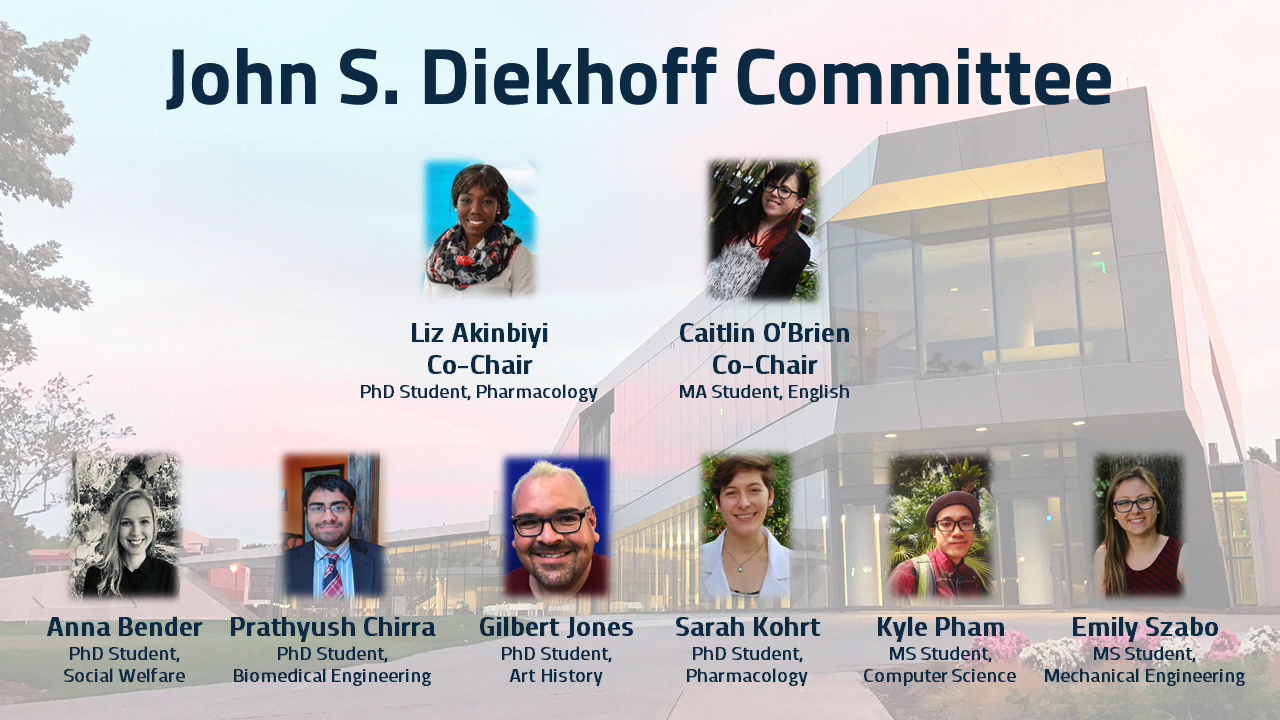 John S. Diekhoff Committee
Liz Akinbiyi
Co-Chair
PhD Student, Pharmacology
Caitlin O'Brien
Co-Chair
MA Student, English
Anna Bender
PhD Student,
Social Welfare
Prathyush Chirra
PhD Student,
Biomedical Engineering
Gilbert Jones
PhD Student,
Art History
Sarah Kohrt
PhD Student,
Pharmacology
Kyle Pham
MS Student,
Computer Science
Emily Szabo
MS Student,
Mechanical Engineering